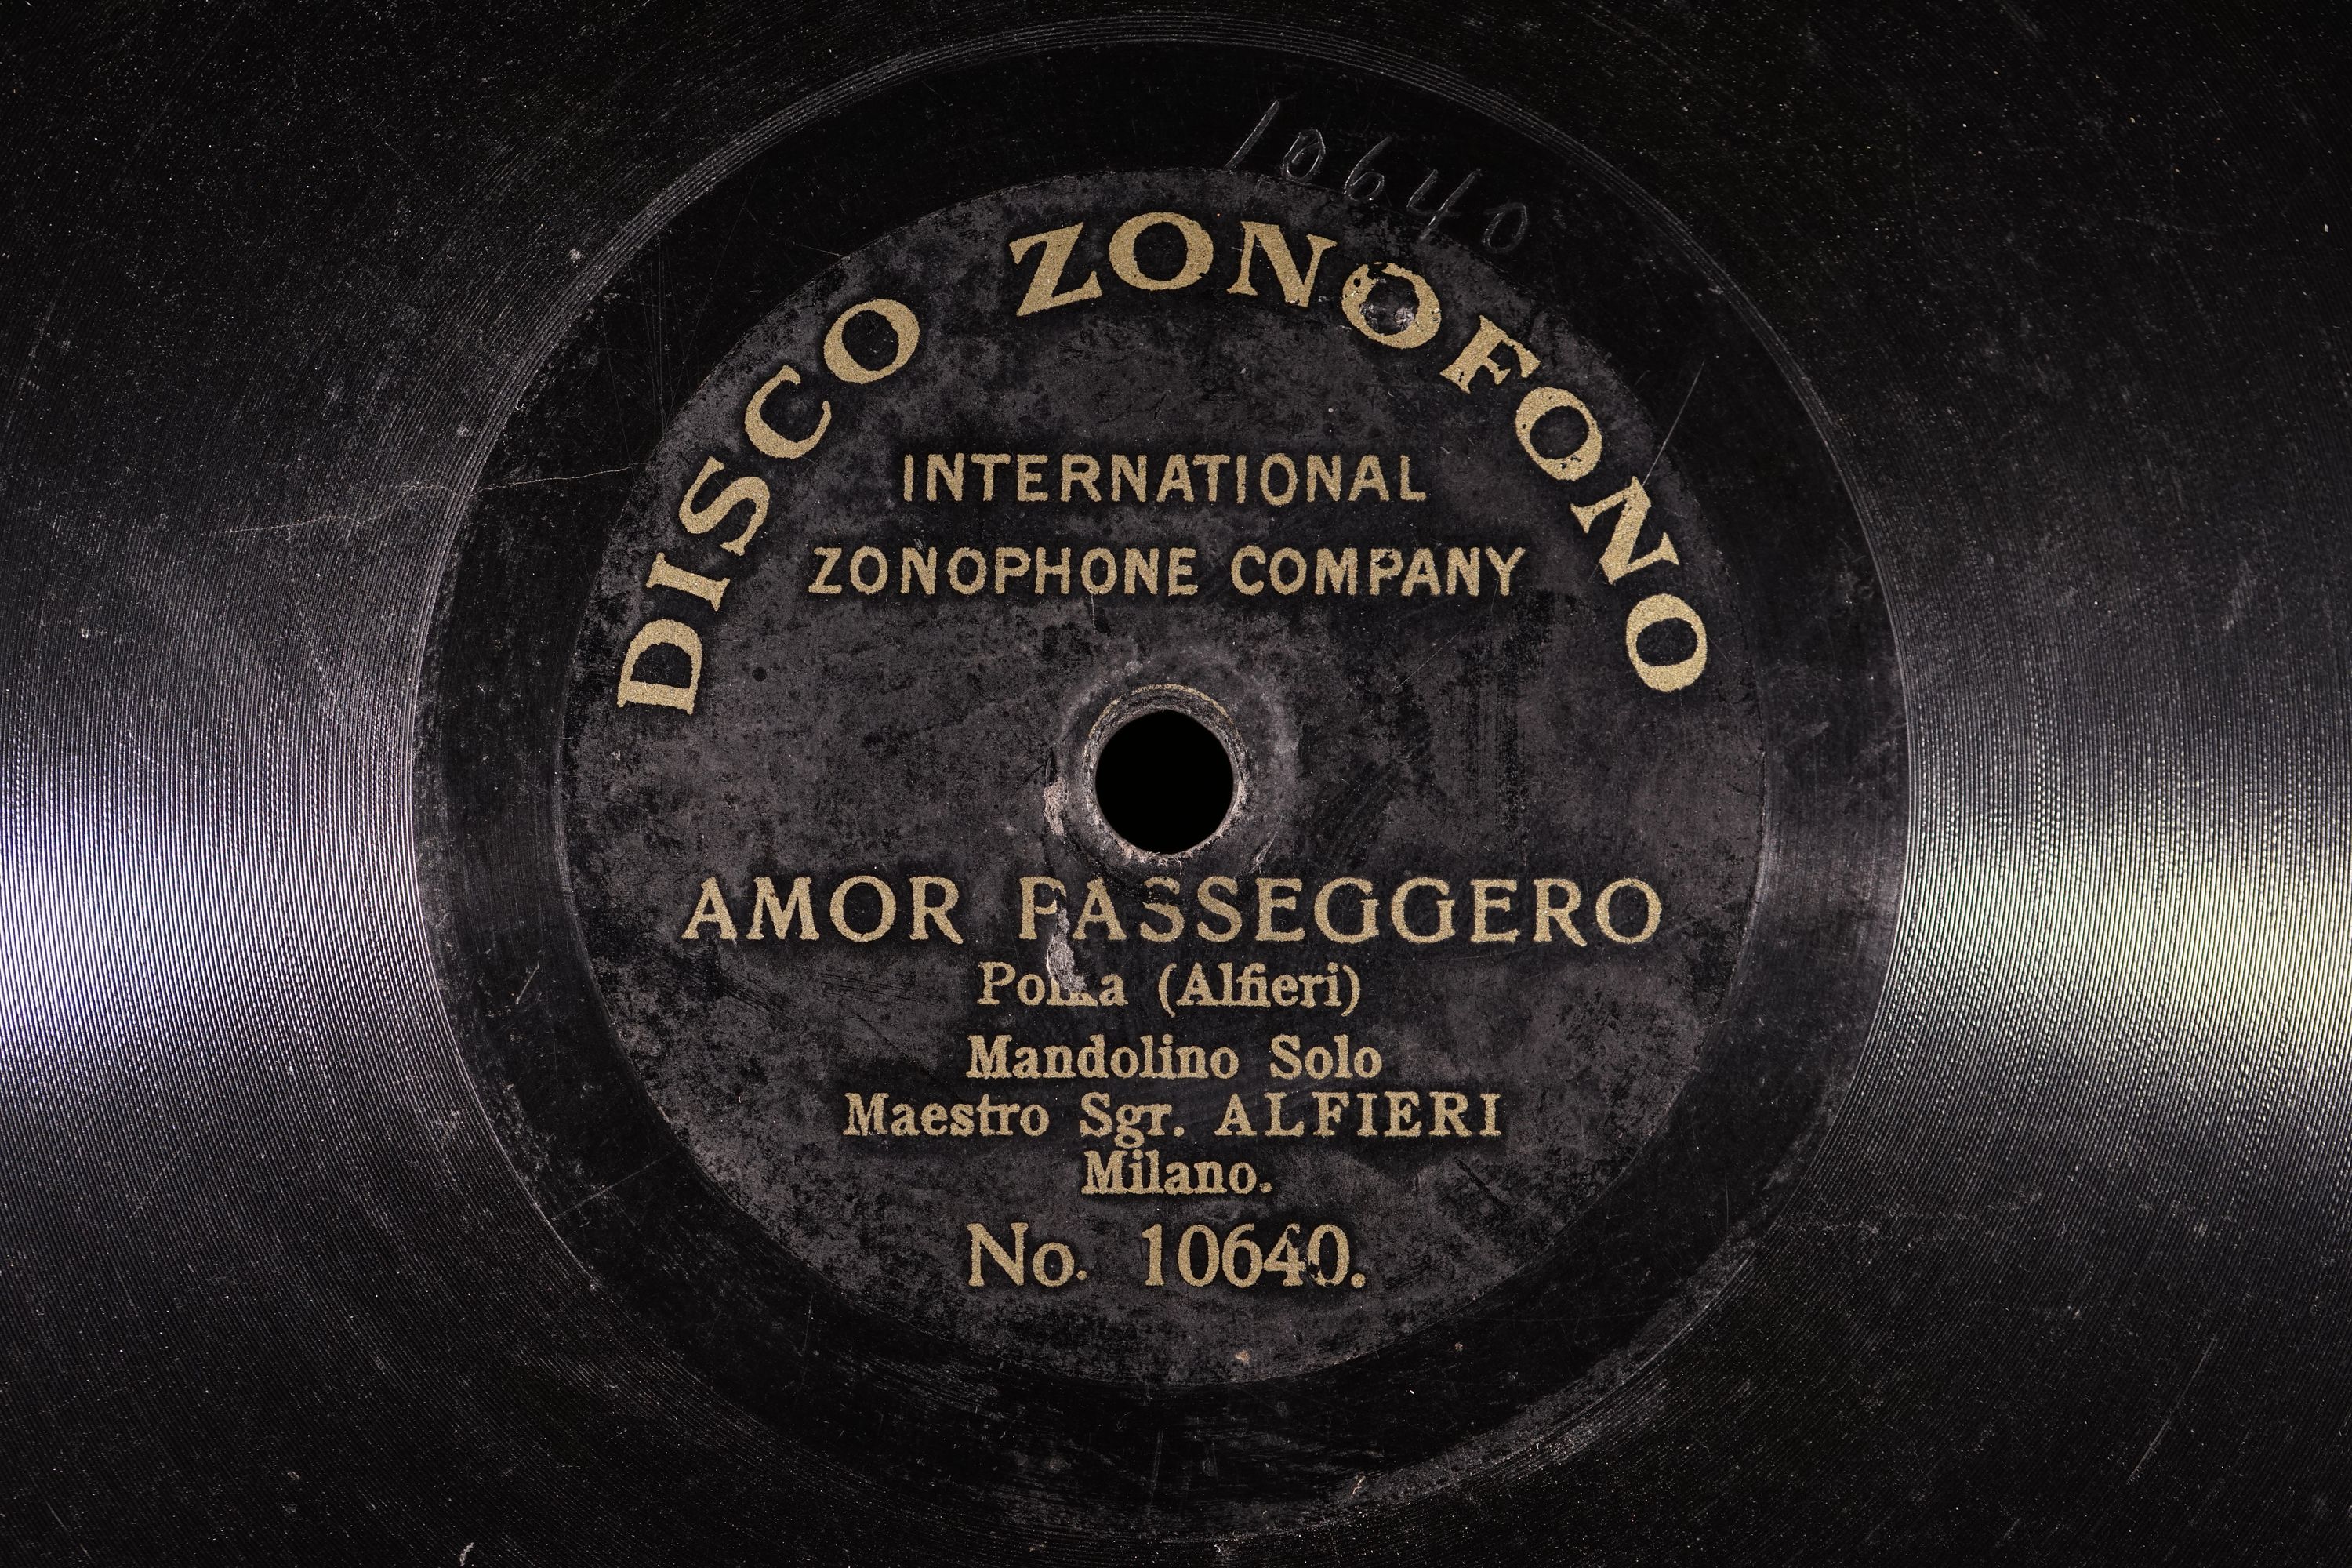 10640
DISCO ZONOFONO
INTERNATIONAL
ZONOPHONE COMPANY
AMOR PASSEGGERO
Polka (Alfieri)
Mandolino Solo
Maestro Sgr. ALFIERI
Milano.
No. 10640.